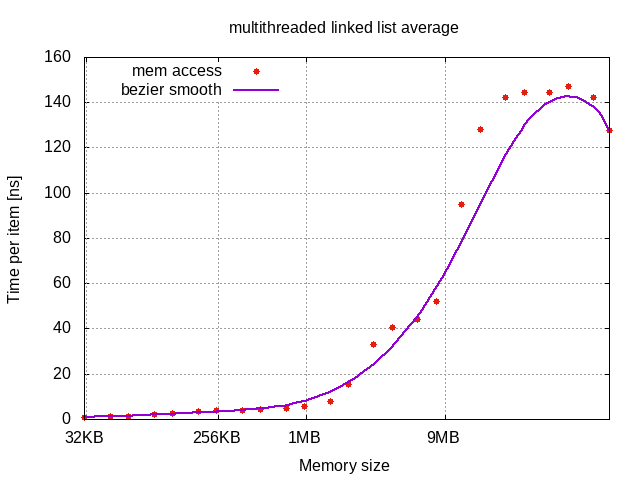 multithreaded linked list average
160
140
120
100
80
60
40
20
0
mem access
bezier smooth
Time per item [ns]
32KB 256KB 1MB 9MB
Memory size